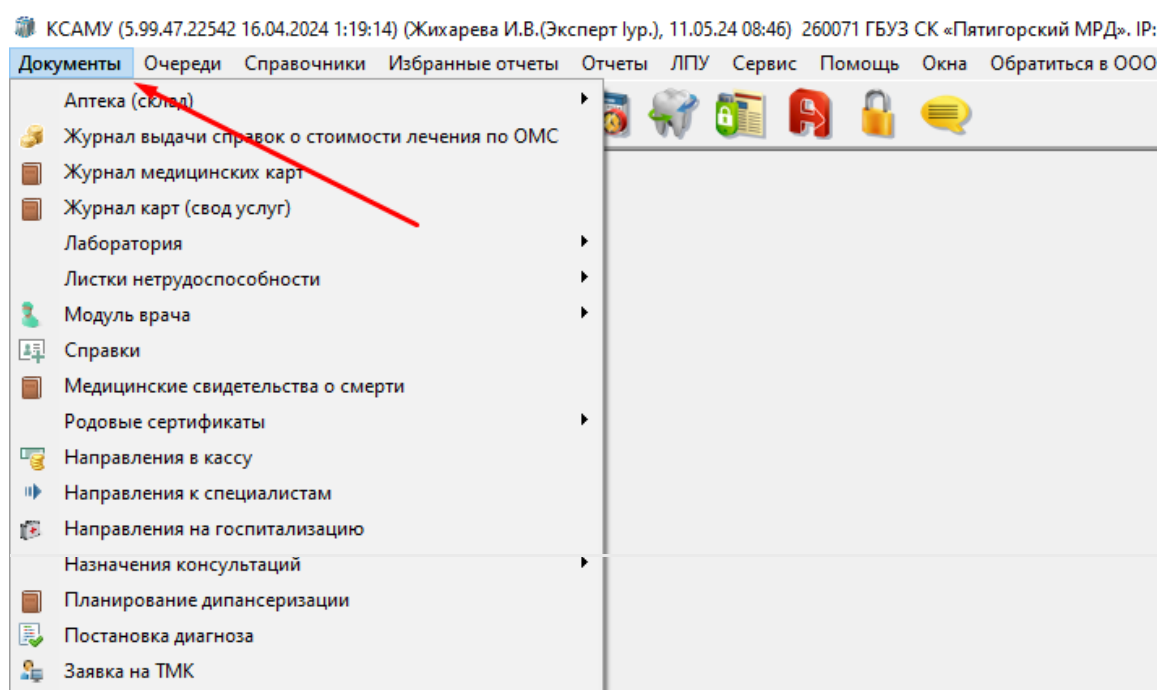 КСАМУ (5.99.47.22542 16.04.2024 1:19:14) (Жихарева И.В.(Эксперт lур.), 11.05.24 08:46) 260071 ГБУЗ СК «Пятигорский МРД». IP:
Документы Очереди Справочники Избранные отчеты Отчеты ЛПУ Сервис Помощь Окна Обратиться в ООО
Аптека (склад)
Журнал выдачи справок о стоимости лечения по ОМС
Журнал медицинских карт
Журнал карт (свод услуг)
Лаборатория
Листки нетрудоспособности
Модуль врача
Справки
Медицинские свидетельства о смерти
Родовые сертификаты
Направления в кассу
Направления к специалистам
Направления на госпитализацию
Назначения консультаций
Планирование дипансеризации
Постановка диагноза
Заявка на ТМК